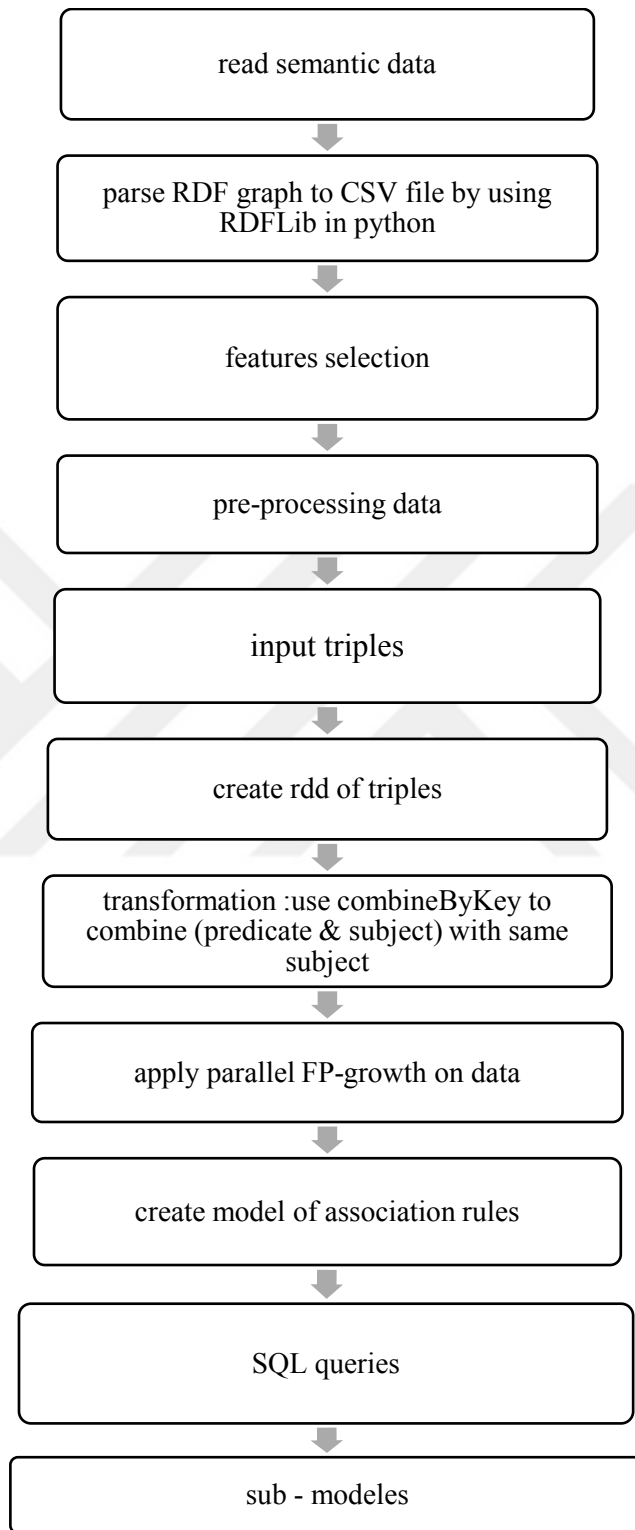 read semantic data
parse RDF graph to CSV file by using
RDFLib in python
features selection
pre-processing data
input triples
create rdd of triples
transformation :use combineByKey to
combine (predicate & subject) with same
subject
apply parallel FP-growth on data
create model of association rules
SQL queries
sub - modeles